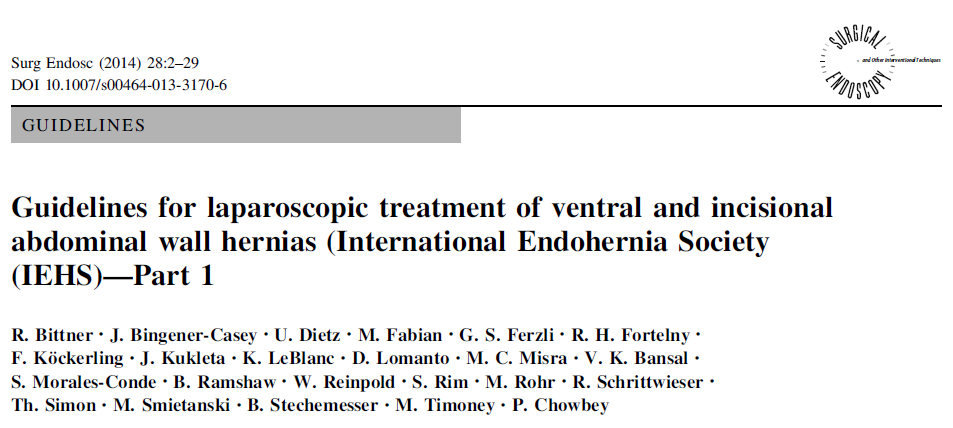 Surg Endosc (2014) 28:2–29
DOI 10.1007/s00464-013-3170-6
SURGICAL
and Other Interventional Techniques
ENDOSCOPY
GUIDELINES
Guidelines for laparoscopic treatment of ventral and incisional
abdominal wall hernias (International Endohernia Society
(IEHS)—Part 1
R. Bittner · J. Bingener-Casey · U. Dietz · M. Fabian · G. S. Ferzli · R. H. Fortelny ·
F. Köckerling · J. Kukleta · K. LeBlanc · D. Lomanto · M. C. Misra · V. K. Bansal ·
S. Morales-Conde · B. Ramshaw · W. Reinpold · S. Rim · M. Rohr · R. Schrittwieser ·
Th. Simon · M. Smietanski · B. Stechemesser · M. Timoney · P. Chowbey